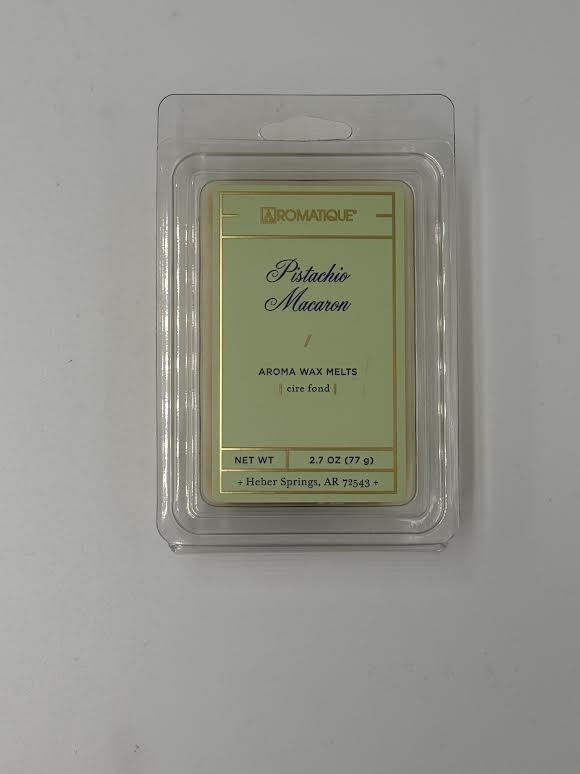 AROMATIQUE®
Pistachio
Macaron
/
AROMA WAX MELTS
| cire fond |
NET WT 2.7 OZ (77 g)
+ Heber Springs, AR 72543 +